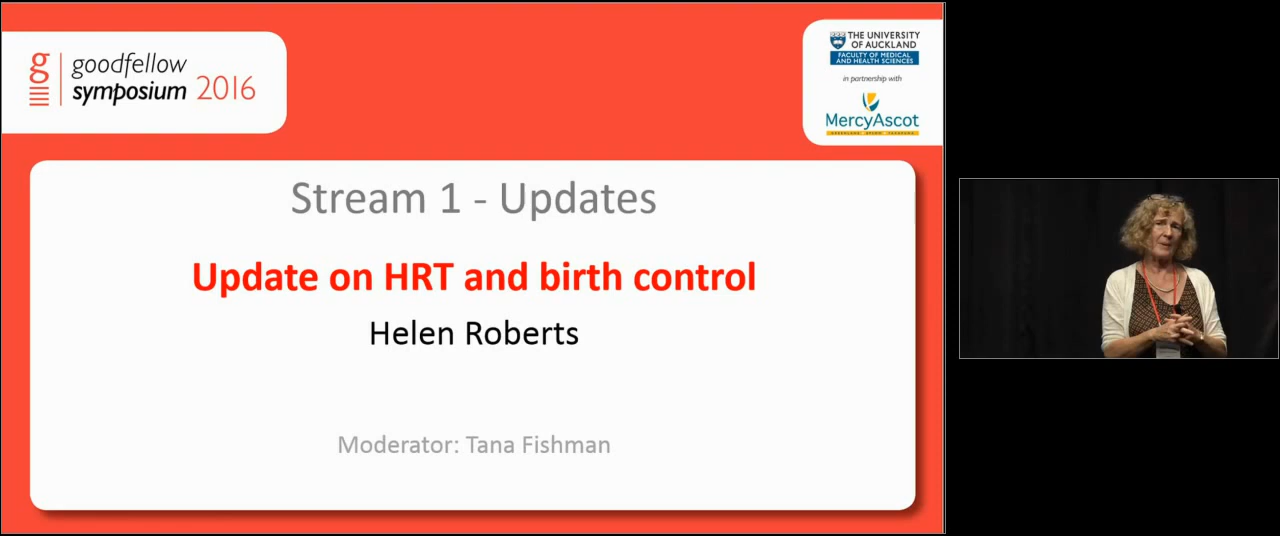 g goodfellow
symposium 2016
THE UNIVERSITY
OF AUCKLAND
FACULTY OF MEDICAL
AND HEALTH SCIENCES
in partnership with
MercyAscot
Stream 1 - Updates
Update on HRT and birth control
Helen Roberts
Moderator: Tana Fishman